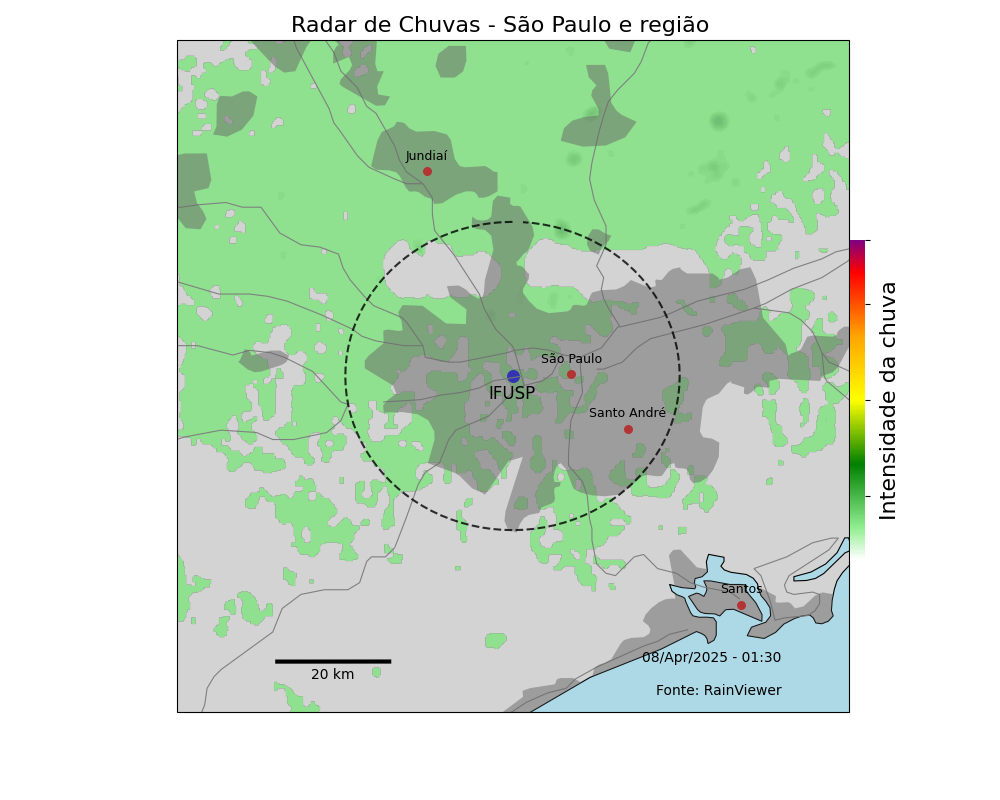 Radar de Chuvas - São Paulo e região
Jundiaí
São Paulo
IFUSP
Santo André
Santos
20 km
08/Apr/2025 - 01:30
Fonte: RainViewer
Intensidade da chuva